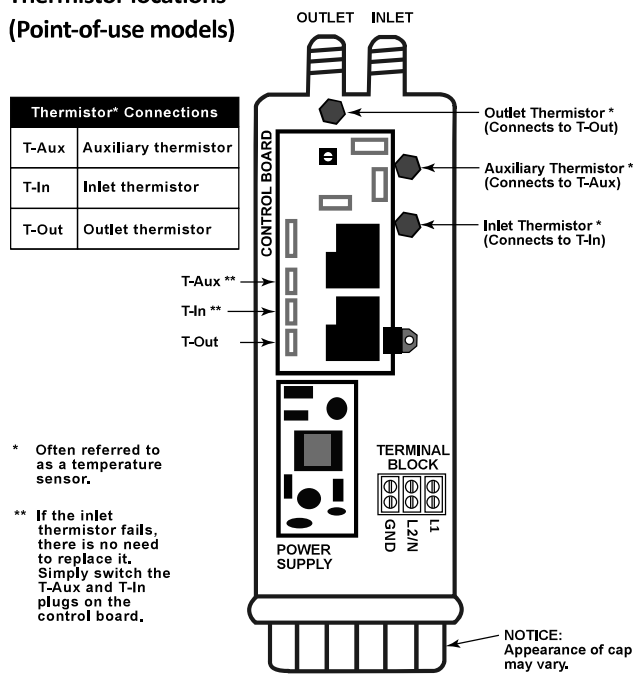 Thermistor locations
(Point-of-use models)
OUTLET INLET
Thermistor* Connections
T-Aux Auxiliary thermistor
T-In Inlet thermistor
T-Out Outlet thermistor
Outlet Thermistor *
(Connects to T-Out)
Auxiliary Thermistor *
(Connects to T-Aux)
Inlet Thermistor *
(Connects to T-In)
CONTROL BOARD
T-Aux **
T-In **
T-Out
* Often referred to
as a temperature
sensor.
** If the inlet
thermistor fails,
there is no need
to replace it.
Simply switch the
T-Aux and T-In
plugs on the
control board.
TERMINAL
BLOCK
GND
L2/N
L1
POWER
SUPPLY
NOTICE:
Appearance of cap
may vary.